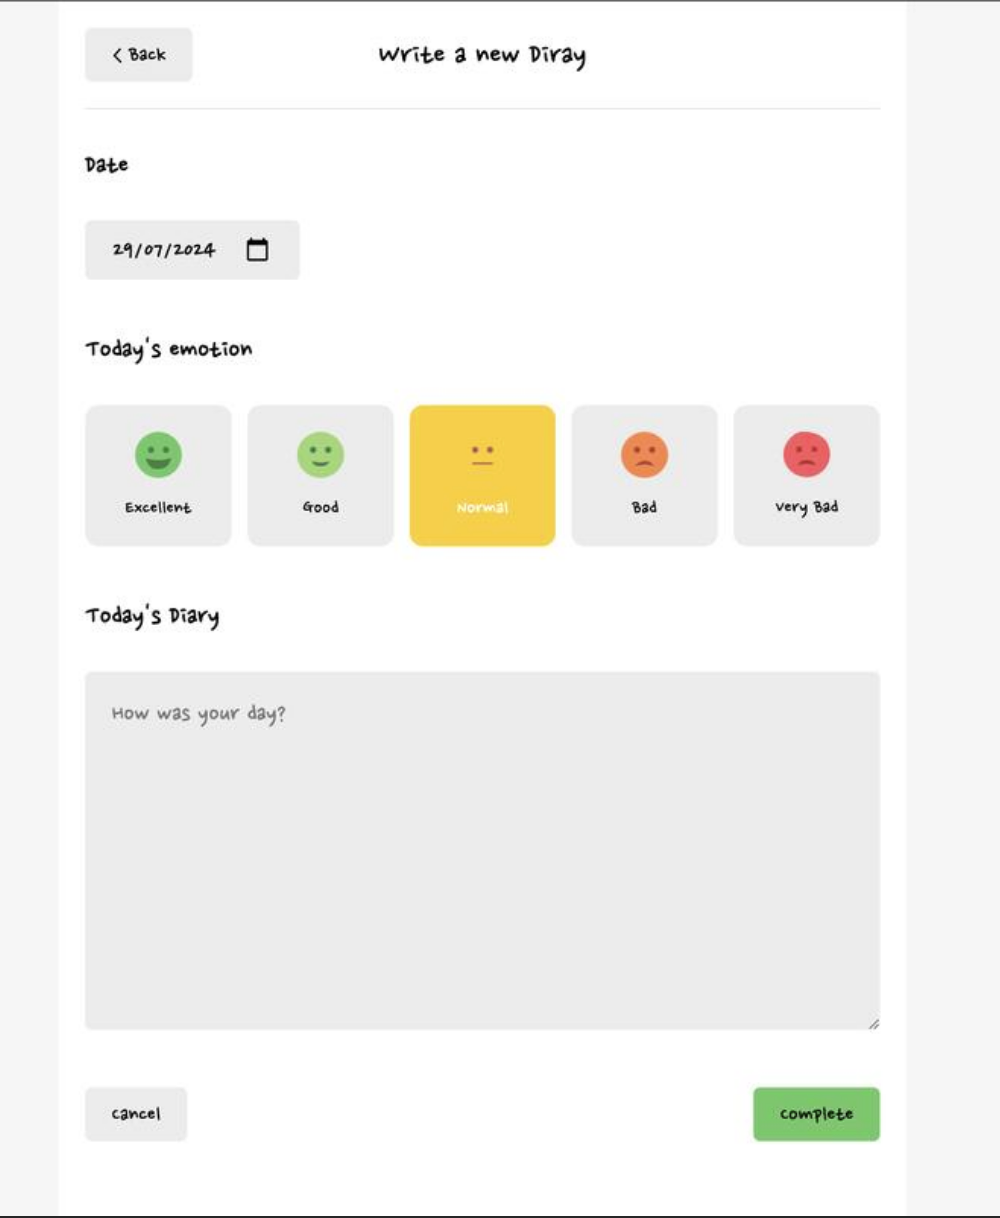 < Back
Write a new Diray
Date
29/07/2024
Today's emotion
Excellent
Good
Normal
Bad
Very Bad
Today's Diary
How was your day?
Cancel
Complete